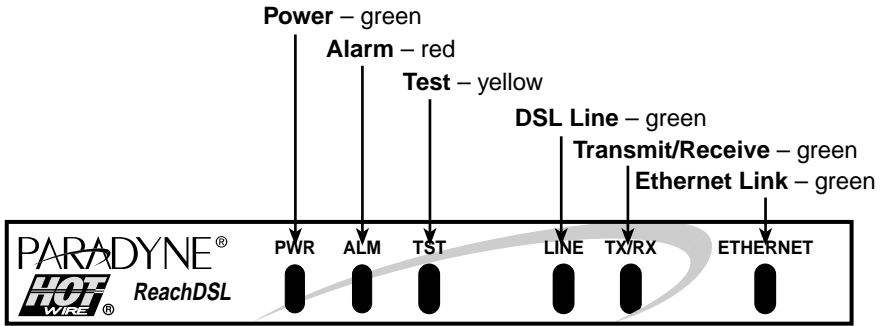 Power – green
Alarm – red
Test – yellow
DSL Line – green
Transmit/Receive – green
Ethernet Link – green
PARADYNE® PWR ALM TST LINE TX/RX ETHERNET
HOT WIRE® ReachDSL